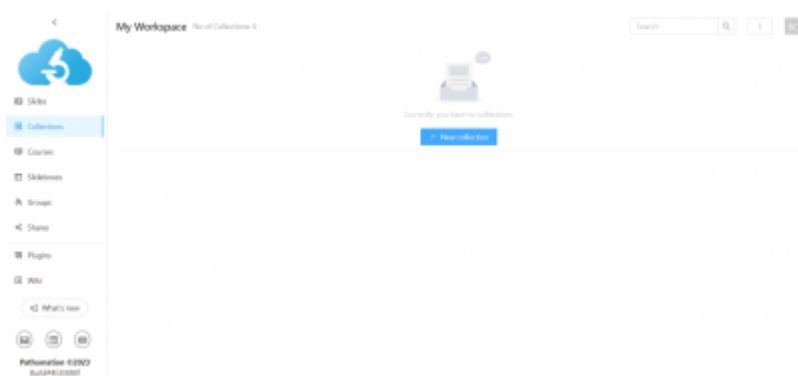 My Workspace No of Collections: 0
Search
Slides
Collections
Currently you have no collections
+ New collection
Courses
Slideboxes
Groups
Shares
Plugins
Wiki
What's new
Pathomation ©2023